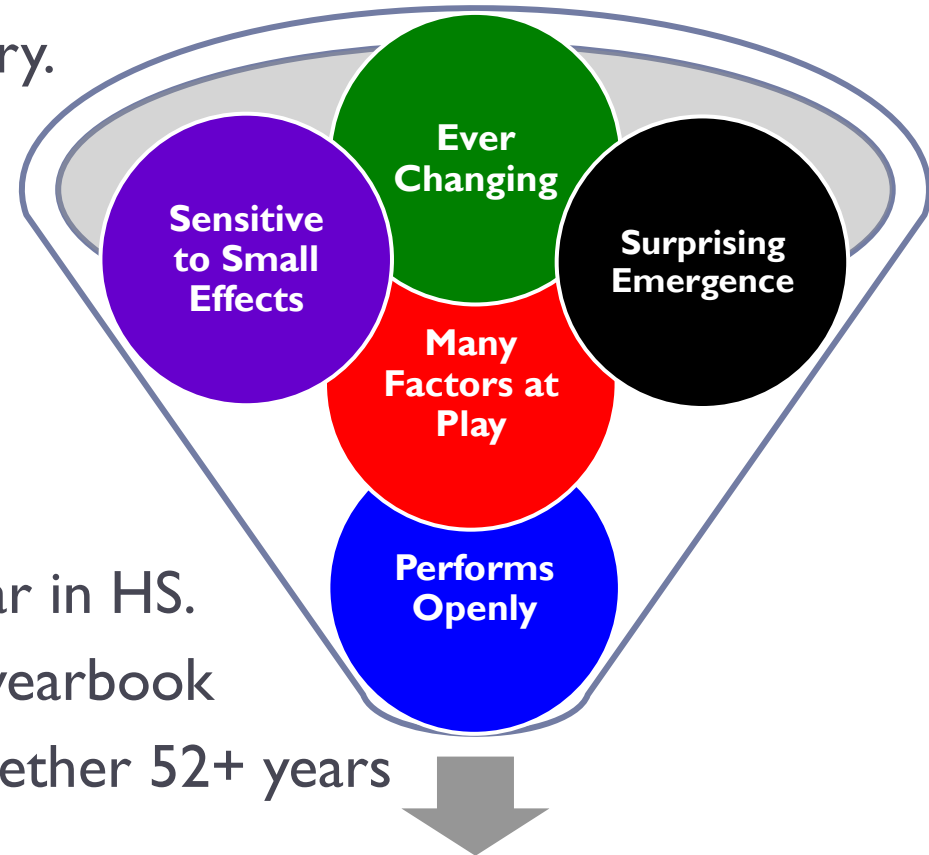 ry.
Ever
Changing
Sensitive
to Small
Effects
Surprising
Emergence
Many
Factors at
Play
Performs
Openly
ar in HS.
yearbook
ether 52+ years